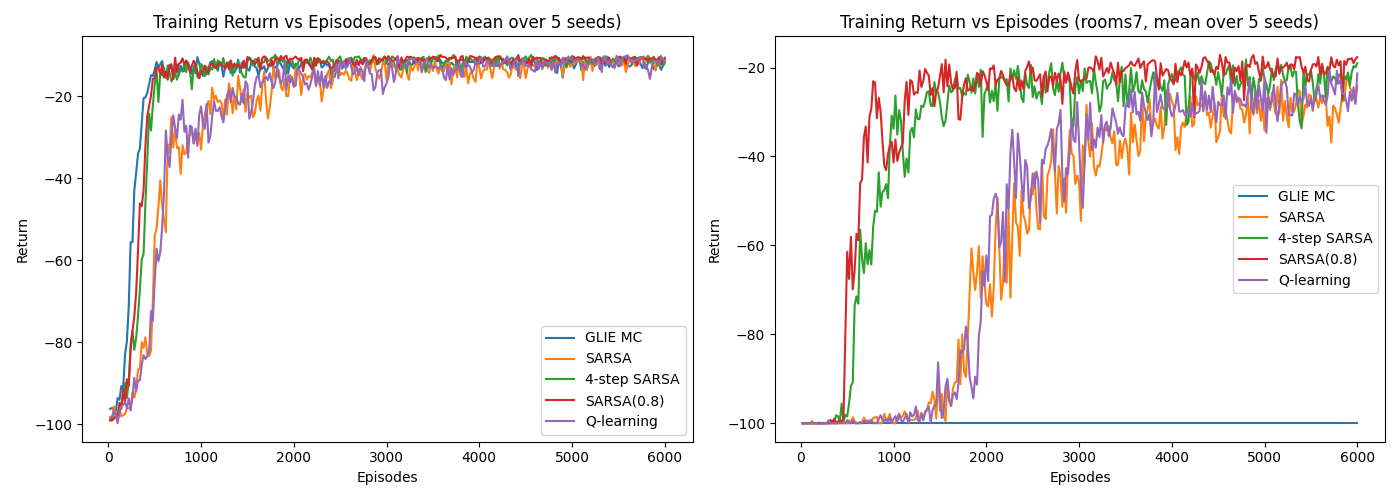 Training Return vs Episodes (open5, mean over 5 seeds)
Return
−20
−40
−60
−80
−100
0
1000
2000
3000
4000
5000
6000
Episodes
GLIE MC
SARSA
4-step SARSA
SARSA(0.8)
Q-learning
Training Return vs Episodes (rooms7, mean over 5 seeds)
Return
−20
−40
−60
−80
−100
0
1000
2000
3000
4000
5000
6000
Episodes
GLIE MC
SARSA
4-step SARSA
SARSA(0.8)
Q-learning